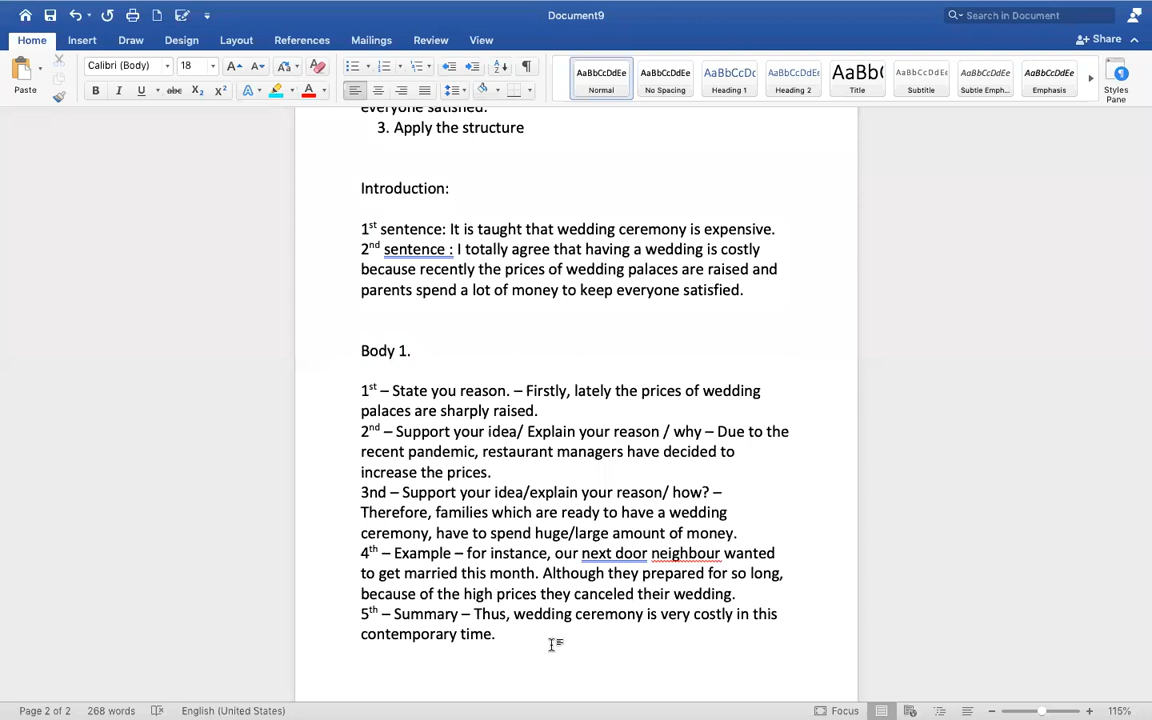 Document9
Search in Document
Home Insert Draw Design Layout References Mailings Review View
Share
Paste
Calibri (Body) 18
AaBbCcDdEe AaBbCcDdEe AaBbCcDc AaBbCcDdEe AaBb( AaBbCcDdEe AaBbCcDdEe AaBbCcDdEe
Normal No Spacing Heading 1 Heading 2 Title Subtitle Subtle Emph... Emphasis
Styles
Pane
everyone satisfied.
3. Apply the structure
Introduction:
1st sentence: It is taught that wedding ceremony is expensive.
2nd sentence : I totally agree that having a wedding is costly
because recently the prices of wedding palaces are raised and
parents spend a lot of money to keep everyone satisfied.
Body 1.
1st – State you reason. – Firstly, lately the prices of wedding
palaces are sharply raised.
2nd – Support your idea/ Explain your reason / why – Due to the
recent pandemic, restaurant managers have decided to
increase the prices.
3nd – Support your idea/explain your reason/ how? –
Therefore, families which are ready to have a wedding
ceremony, have to spend huge/large amount of money.
4th – Example – for instance, our next door neighbour wanted
to get married this month. Although they prepared for so long,
because of the high prices they canceled their wedding.
5th – Summary – Thus, wedding ceremony is very costly in this
contemporary time.
Page 2 of 2 268 words English (United States) Focus 115%